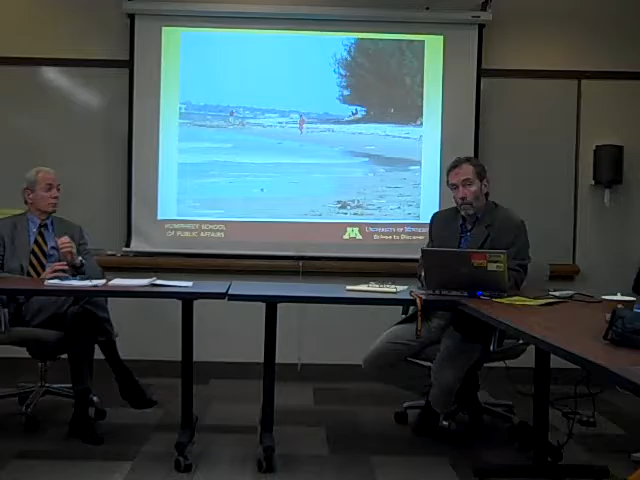 HUMPHREY SCHOOL
OF PUBLIC AFFAIRS
M
UNIVERSITY OF MINNESOTA
Driven to Discover